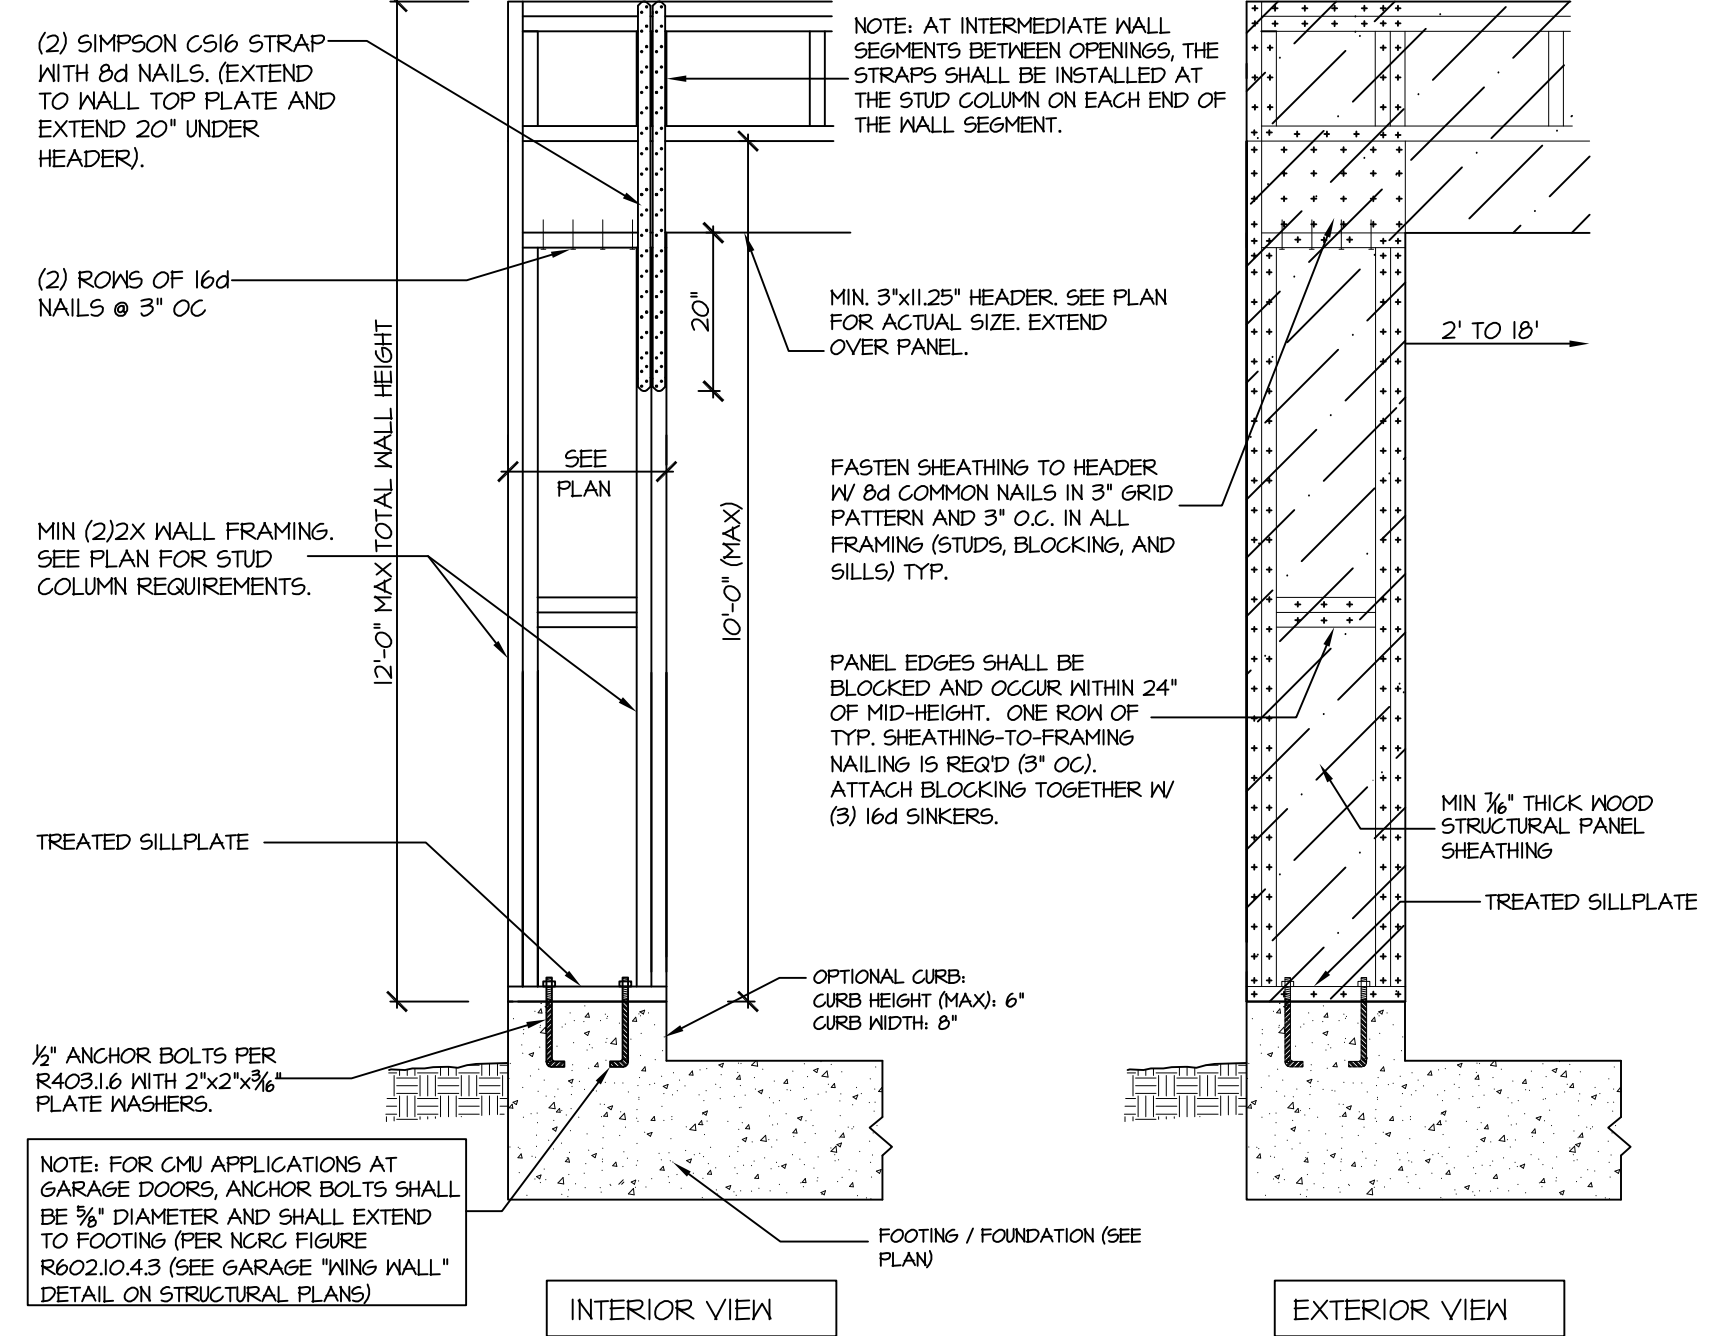 (2) SIMPSON CS16 STRAP
WITH 8d NAILS. (EXTEND
TO WALL TOP PLATE AND
EXTEND 20" UNDER
HEADER).
(2) ROWS OF 16d
NAILS @ 3" OC
12'-0" MAX TOTAL WALL HEIGHT
MIN (2)2X WALL FRAMING.
SEE PLAN FOR STUD
COLUMN REQUIREMENTS.
TREATED SILLPLATE
½" ANCHOR BOLTS PER
R403.1.6 WITH 2"x2"x3/16"
PLATE WASHERS.
NOTE: FOR CMU APPLICATIONS AT
GARAGE DOORS, ANCHOR BOLTS SHALL
BE ⅝" DIAMETER AND SHALL EXTEND
TO FOOTING (PER NCRC FIGURE
R602.10.4.3 (SEE GARAGE "WING WALL"
DETAIL ON STRUCTURAL PLANS)
SEE
PLAN
20"
10'-0" (MAX)
NOTE: AT INTERMEDIATE WALL
SEGMENTS BETWEEN OPENINGS, THE
STRAPS SHALL BE INSTALLED AT
THE STUD COLUMN ON EACH END OF
THE WALL SEGMENT.
MIN. 3"x11.25" HEADER. SEE PLAN
FOR ACTUAL SIZE. EXTEND
OVER PANEL.
FASTEN SHEATHING TO HEADER
W/ 8d COMMON NAILS IN 3" GRID
PATTERN AND 3" O.C. IN ALL
FRAMING (STUDS, BLOCKING, AND
SILLS) TYP.
PANEL EDGES SHALL BE
BLOCKED AND OCCUR WITHIN 24"
OF MID-HEIGHT. ONE ROW OF
TYP. SHEATHING-TO-FRAMING
NAILING IS REQ'D (3" OC).
ATTACH BLOCKING TOGETHER W/
(3) 16d SINKERS.
OPTIONAL CURB:
CURB HEIGHT (MAX): 6"
CURB WIDTH: 8"
FOOTING / FOUNDATION (SEE
PLAN)
INTERIOR VIEW
2' TO 18'
MIN 7/16" THICK WOOD
STRUCTURAL PANEL
SHEATHING
TREATED SILLPLATE
EXTERIOR VIEW